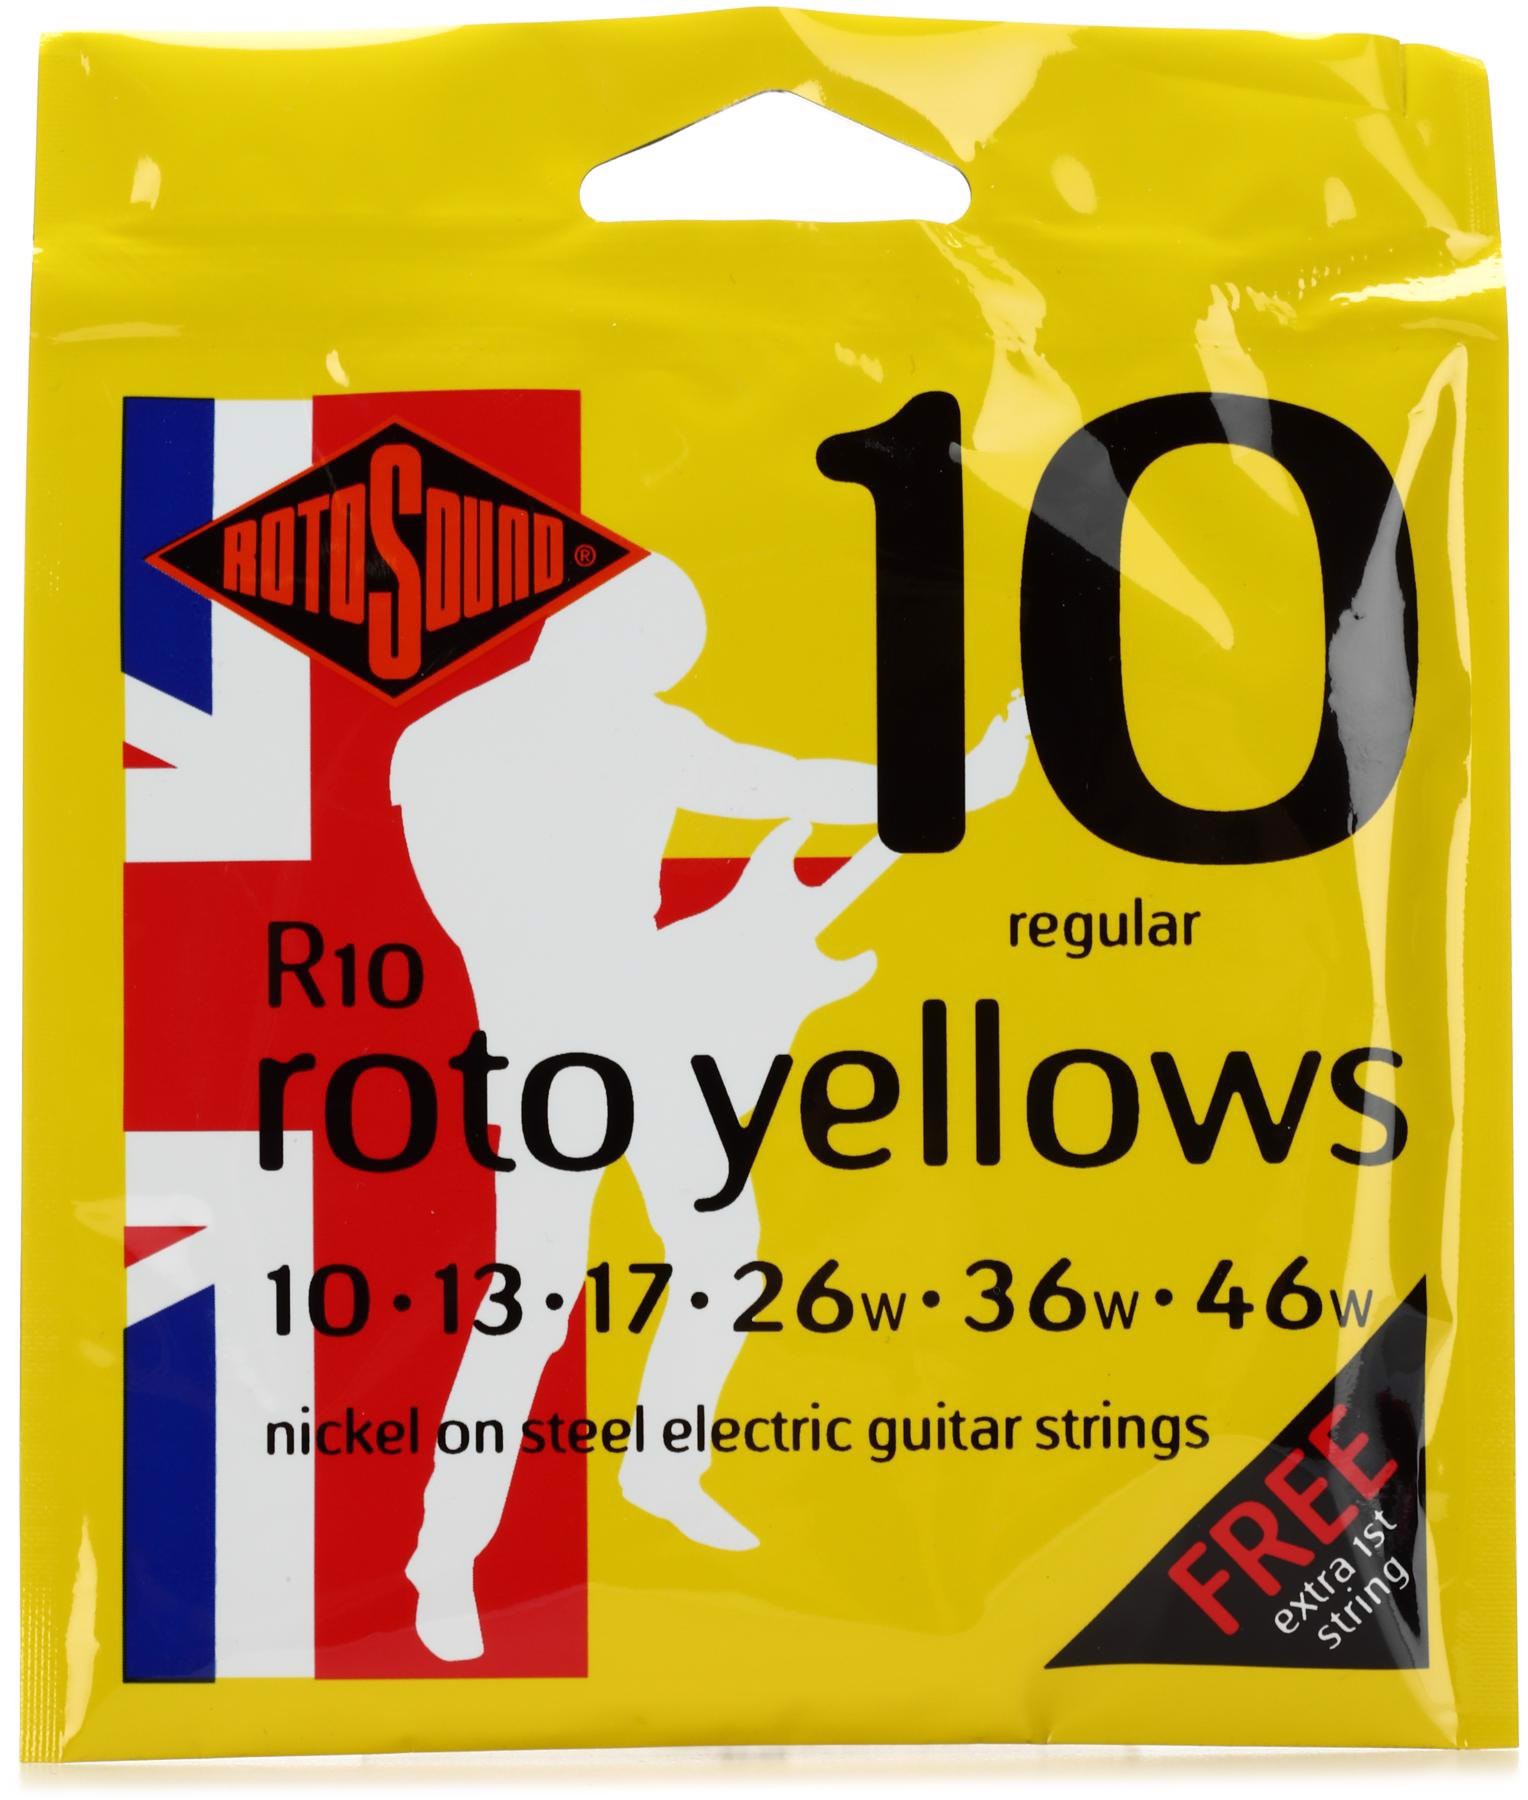 ROTOSOUND®
10
regular
R10
roto yellows
10·13·17·26w·36w·46w
nickel on steel electric guitar strings
FREE
extra 1st
string